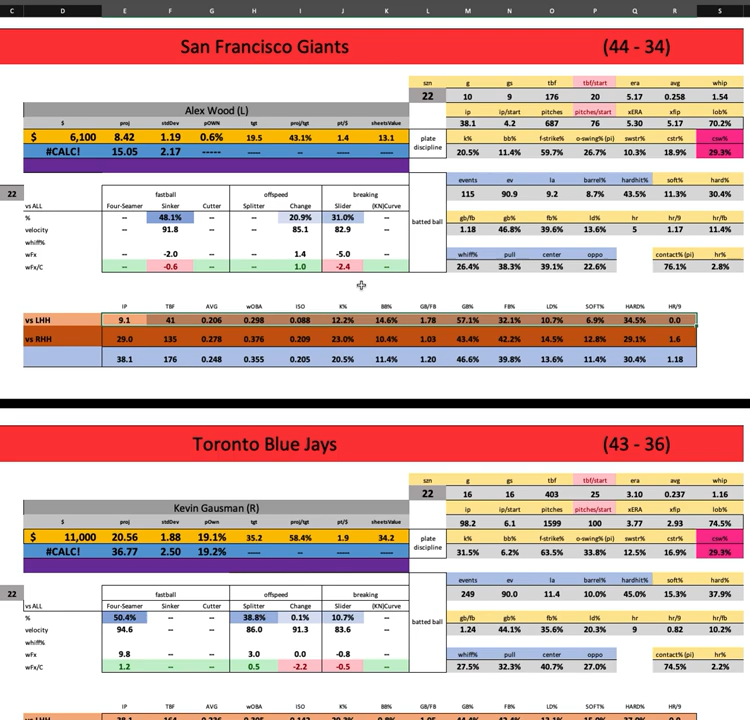 C D E F G H I J K L M N O P Q R S
San Francisco Giants (44 - 34)
szn g gs tbf tbf/start era avg whip
22 10 9 176 20 5.17 0.258 1.54
Alex Wood (L) ip ip/start pitches pitches/start xERA xfip lob%
$ proj stdDev pOWN tgt proj/tgt pt/$ sheetsValue 38.1 4.2 687 76 5.30 5.17 70.2%
$ 6,100 8.42 1.19 0.6% 19.5 43.1% 1.4 13.1 plate discipline k% bb% f-strike% o-swing% (pi) swstr% cstr% csw%
#CALC! 15.05 2.17 ----- ---- -- ---- -- 20.5% 11.4% 59.7% 26.7% 10.3% 18.9% 29.3%
events ev la barrel% hardhit% soft% hard%
22 fastball offspeed breaking 115 90.9 9.2 8.7% 43.5% 11.3% 30.4%
vs ALL Four-Seamer Sinker Cutter Splitter Change Slider (KN)Curve
% -- 48.1% -- -- 20.9% 31.0% -- batted ball gb/fb gb% fb% ld% hr hr/9 hr/fb
velocity 91.8 85.1 82.9 1.18 46.8% 39.6% 13.6% 5 1.17 11.4%
whiff%
wFx -- -2.0 -- -- 1.4 -5.0 -- whiff% pull center oppo contact% (pi) hr%
wFx/C -- -0.6 -- -- 1.0 -2.4 -- 26.4% 38.3% 39.1% 22.6% 76.1% 2.8%
IP TBF AVG wOBA ISO K% BB% GB/FB GB% FB% LD% SOFT% HARD% HR/9
vs LHH 9.1 41 0.206 0.298 0.088 12.2% 14.6% 1.78 57.1% 32.1% 10.7% 6.9% 34.5% 0.0
vs RHH 29.0 135 0.278 0.376 0.209 23.0% 10.4% 1.03 43.4% 42.2% 14.5% 12.8% 29.1% 1.6
38.1 176 0.248 0.355 0.205 20.5% 11.4% 1.20 46.6% 39.8% 13.6% 11.4% 30.4% 1.18
Toronto Blue Jays (43 - 36)
szn g gs tbf tbf/start era avg whip
22 16 16 403 25 3.10 0.237 1.16
Kevin Gausman (R) ip ip/start pitches pitches/start xERA xfip lob%
$ proj stdDev pOwn tgt proj/tgt pt/$ sheetsValue 98.2 6.1 1599 100 3.77 2.93 74.5%
$ 11,000 20.56 1.88 19.1% 35.2 58.4% 1.9 34.2 plate discipline k% bb% f-strike% o-swing% (pi) swstr% cstr% csw%
#CALC! 36.77 2.50 19.2% ---- -- ---- -- 31.5% 6.2% 63.5% 33.8% 12.5% 16.9% 29.3%
events ev la barrel% hardhit% soft% hard%
22 fastball offspeed breaking 249 90.0 11.4 10.0% 45.0% 15.3% 37.9%
vs ALL Four-Seamer Sinker Cutter Splitter Change Slider (KN)Curve
% 50.4% -- -- 38.8% 0.1% 10.7% -- batted ball gb/fb gb% fb% ld% hr hr/9 hr/fb
velocity 94.6 86.0 91.3 83.6 1.24 44.1% 35.6% 20.3% 9 0.82 10.2%
whiff%
wFx 9.8 -- -- 3.0 0.0 -0.8 -- whiff% pull center oppo contact% (pi) hr%
wFx/C 1.2 -- -- 0.5 -2.2 -0.5 -- 27.5% 32.3% 40.7% 27.0% 74.5% 2.2%
IP TBF AVG wOBA ISO K% BB% GB/FB GB% FB% LD% SOFT% HARD% HR/9